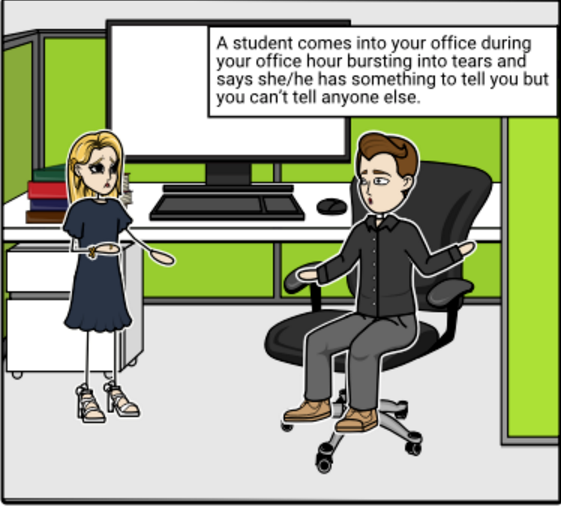 A student comes into your office during
your office hour bursting into tears and
says she/he has something to tell you but
you can't tell anyone else.